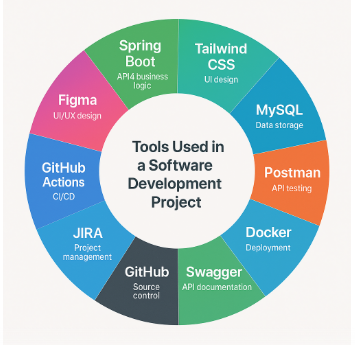 Tools Used in
a Software
Development
Project
Spring
Boot
API4 business
logic
Tailwind
CSS
UI design
MySQL
Data storage
Postman
API testing
Docker
Deployment
Swagger
API documentation
GitHub
Source
control
JIRA
Project
management
GitHub
Actions
CI/CD
Figma
UI/UX design